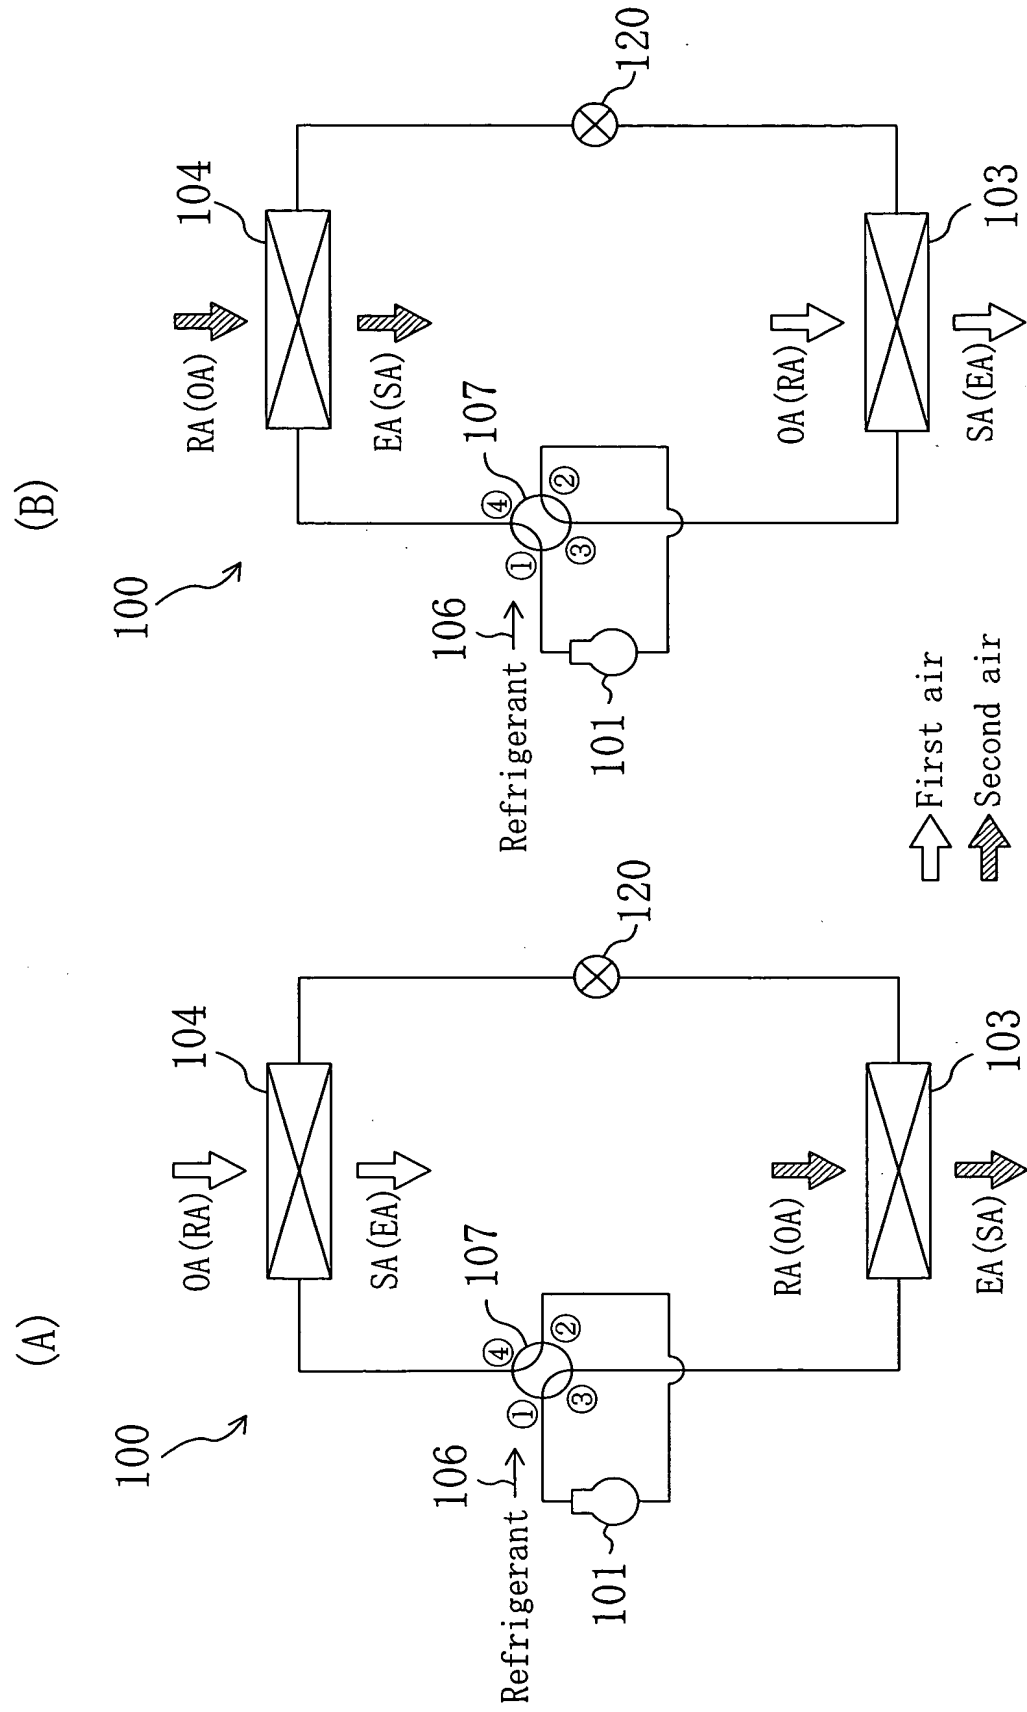 (A)
100
104
OA(RA)
SA(EA)
106
Refrigerant
107
④
①
②
③
101
120
RA(OA)
EA(SA)
103
(B)
100
104
RA(OA)
EA(SA)
106
Refrigerant
107
④
①
②
③
101
120
OA(RA)
SA(EA)
103
First air
Second air